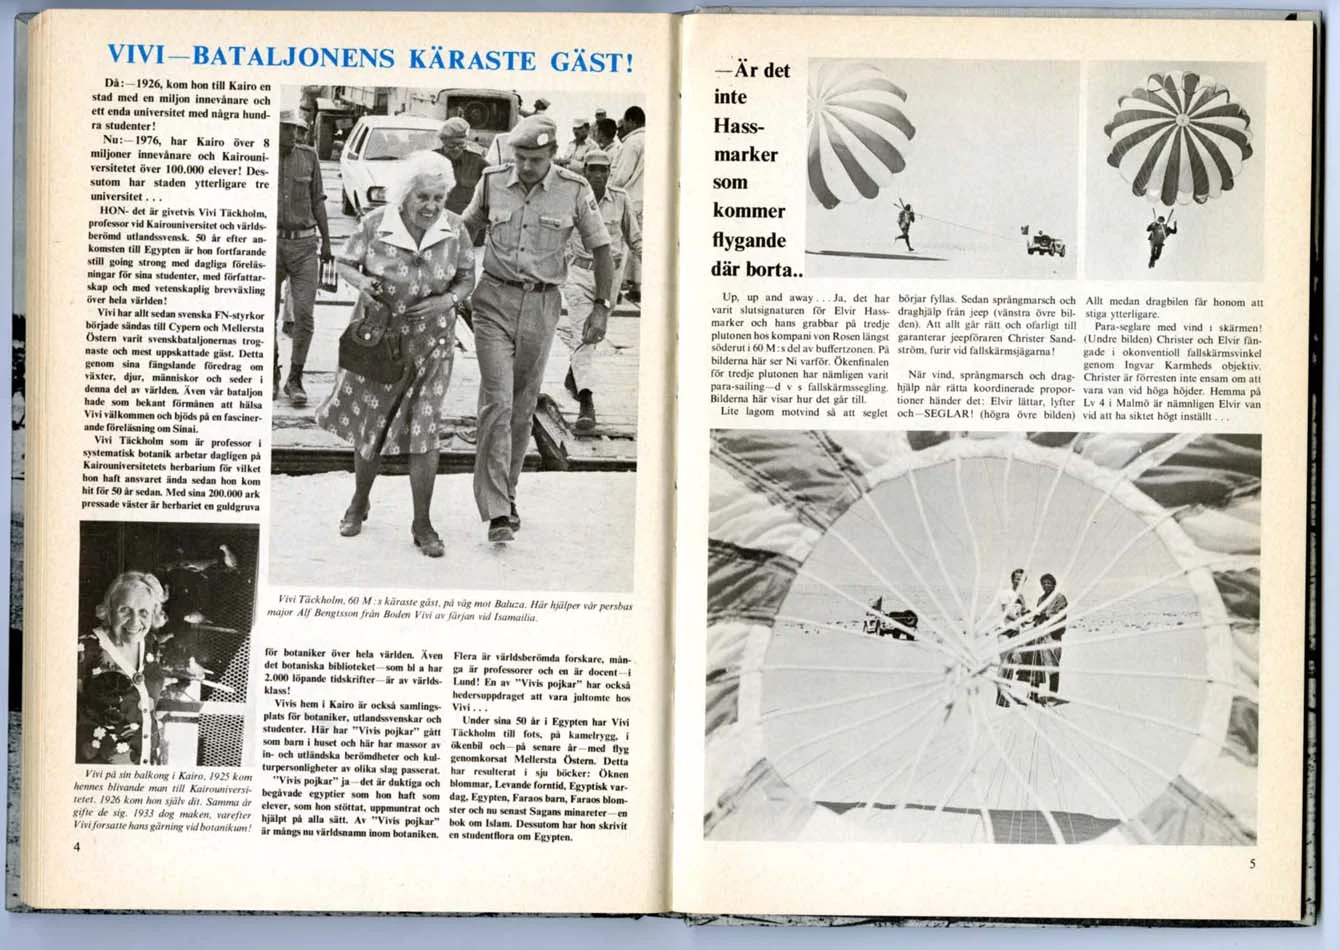 VIVI—BATALJONENS KÄRASTE GÄST!
Då:—1926, kom hon till Kairo en
stad med en miljon innevånare och
ett enda universitet med några hund-
ra studenter!
Nu:—1976, har Kairo över 8
miljoner innevånare och Kairouni-
versitetet över 100.000 elever! Des-
sutom har staden ytterligare tre
universitet . . .
HON- det är givetvis Vivi Täckholm,
professor vid Kairouniversitet och världs-
berömd utlandssvensk. 50 år efter an-
komsten till Egypten är hon fortfarande
still going strong med dagliga föreläs-
ningar för sina studenter, med författar-
skap och med vetenskaplig brevväxling
över hela världen!
Vivi har allt sedan svenska FN-styrkor
började sändas till Cypern och Mellersta
Östern varit svenskbataljonernas trog-
naste och mest uppskattade gäst. Detta
genom sina fängslande föredrag om
växter, djur, människor och seder i
denna del av världen. Även vår bataljon
hade som bekant förmånen att hälsa
Vivi välkommen och bjöds på en fasciner-
ande föreläsning om Sinai.
Vivi Täckholm som är professor i
systematisk botanik arbetar dagligen på
Kairouniversitetets herbarium för vilket
hon haft ansvaret ända sedan hon kom
hit för 50 år sedan. Med sina 200.000 ark
pressade växter är herbariet en guldgruva
Vivi Täckholm, 60 M:s käraste gäst, på väg mot Baluza. Här hjälper vår persbas
major Alf Bengtsson från Boden Vivi av färjan vid Isamailia.
Vivi på sin balkong i Kairo, 1925 kom
hennes blivande man till Kairouniversi-
tetet. 1926 kom hon själv dit. Samma år
gifte de sig. 1933 dog maken, varefter
Vivi forsatte hans gärning vid botanikum!
för botaniker över hela världen. Även
det botaniska biblioteket—som bl a har
2.000 löpande tidskrifter—är av världs-
klass!
Vivis hem i Kairo är också samlings-
plats för botaniker, utlandssvenskar och
studenter. Här har "Vivis pojkar" gått
som barn i huset och här har massor av
in- och utländska berömdheter och kul-
turpersonligheter av olika slag passerat.
"Vivis pojkar" ja—det är duktiga och
begåvade egyptier som hon haft som
elever, som hon stöttat, uppmuntrat och
hjälpt på alla sätt. Av "Vivis pojkar"
är mångs nu världsnamn inom botaniken.
Flera är världsberömda forskare, mån-
ga är professorer och en är docent—i
Lund! En av "Vivis pojkar" har också
hedersuppdraget att vara jultomte hos
Vivi . . .
Under sina 50 år i Egypten har Vivi
Täckholm till fots, på kamelrygg, i
ökenbil och—på senare år—med flyg
genomkorsat Mellersta Östern. Detta
har resulterat i sju böcker: Öknen
blommar, Levande forntid, Egyptisk var-
dag, Egypten, Faraos barn, Faraos blom-
ster och nu senast Sagans minareter—en
bok om Islam. Dessutom har hon skrivit
en studentflora om Egypten.
4
—Är det
inte
Hass-
marker
som
kommer
flygande
där borta..
Up, up and away . . . Ja, det har
varit slutsignaturen för Elvir Hass-
marker och hans grabbar på tredje
plutonen hos kompani von Rosen längst
söderut i 60 M:s del av buffertzonen. På
bilderna här ser Ni varför. Ökenfinalen
för tredje plutonen har nämligen varit
para-sailing—d v s fallskärmssegling.
Bilderna här visar hur det går till.
Lite lagom motvind så att seglet
börjar fyllas. Sedan språngmarsch och
draghjälp från jeep (vänstra övre bil-
den). Att allt går rätt och ofarligt till
garanterar jeepföraren Christer Sand-
ström, furir vid fallskärmsjägarna!
När vind, språngmarsch och drag-
hjälp når rätta koordinerade propor-
tioner händer det: Elvir lättar, lyfter
och—SEGLAR! (högra övre bilden)
Allt medan dragbilen får honom att
stiga ytterligare.
Para-seglare med vind i skärmen!
(Undre bilden) Christer och Elvir fån-
gade i okonventioll fallskärmsvinkel
genom Ingvar Karmheds objektiv.
Christer är förresten inte ensam om att
vara van vid höga höjder. Hemma på
Lv 4 i Malmö är nämnligen Elvir van
vid att ha siktet högt inställt . . .
5